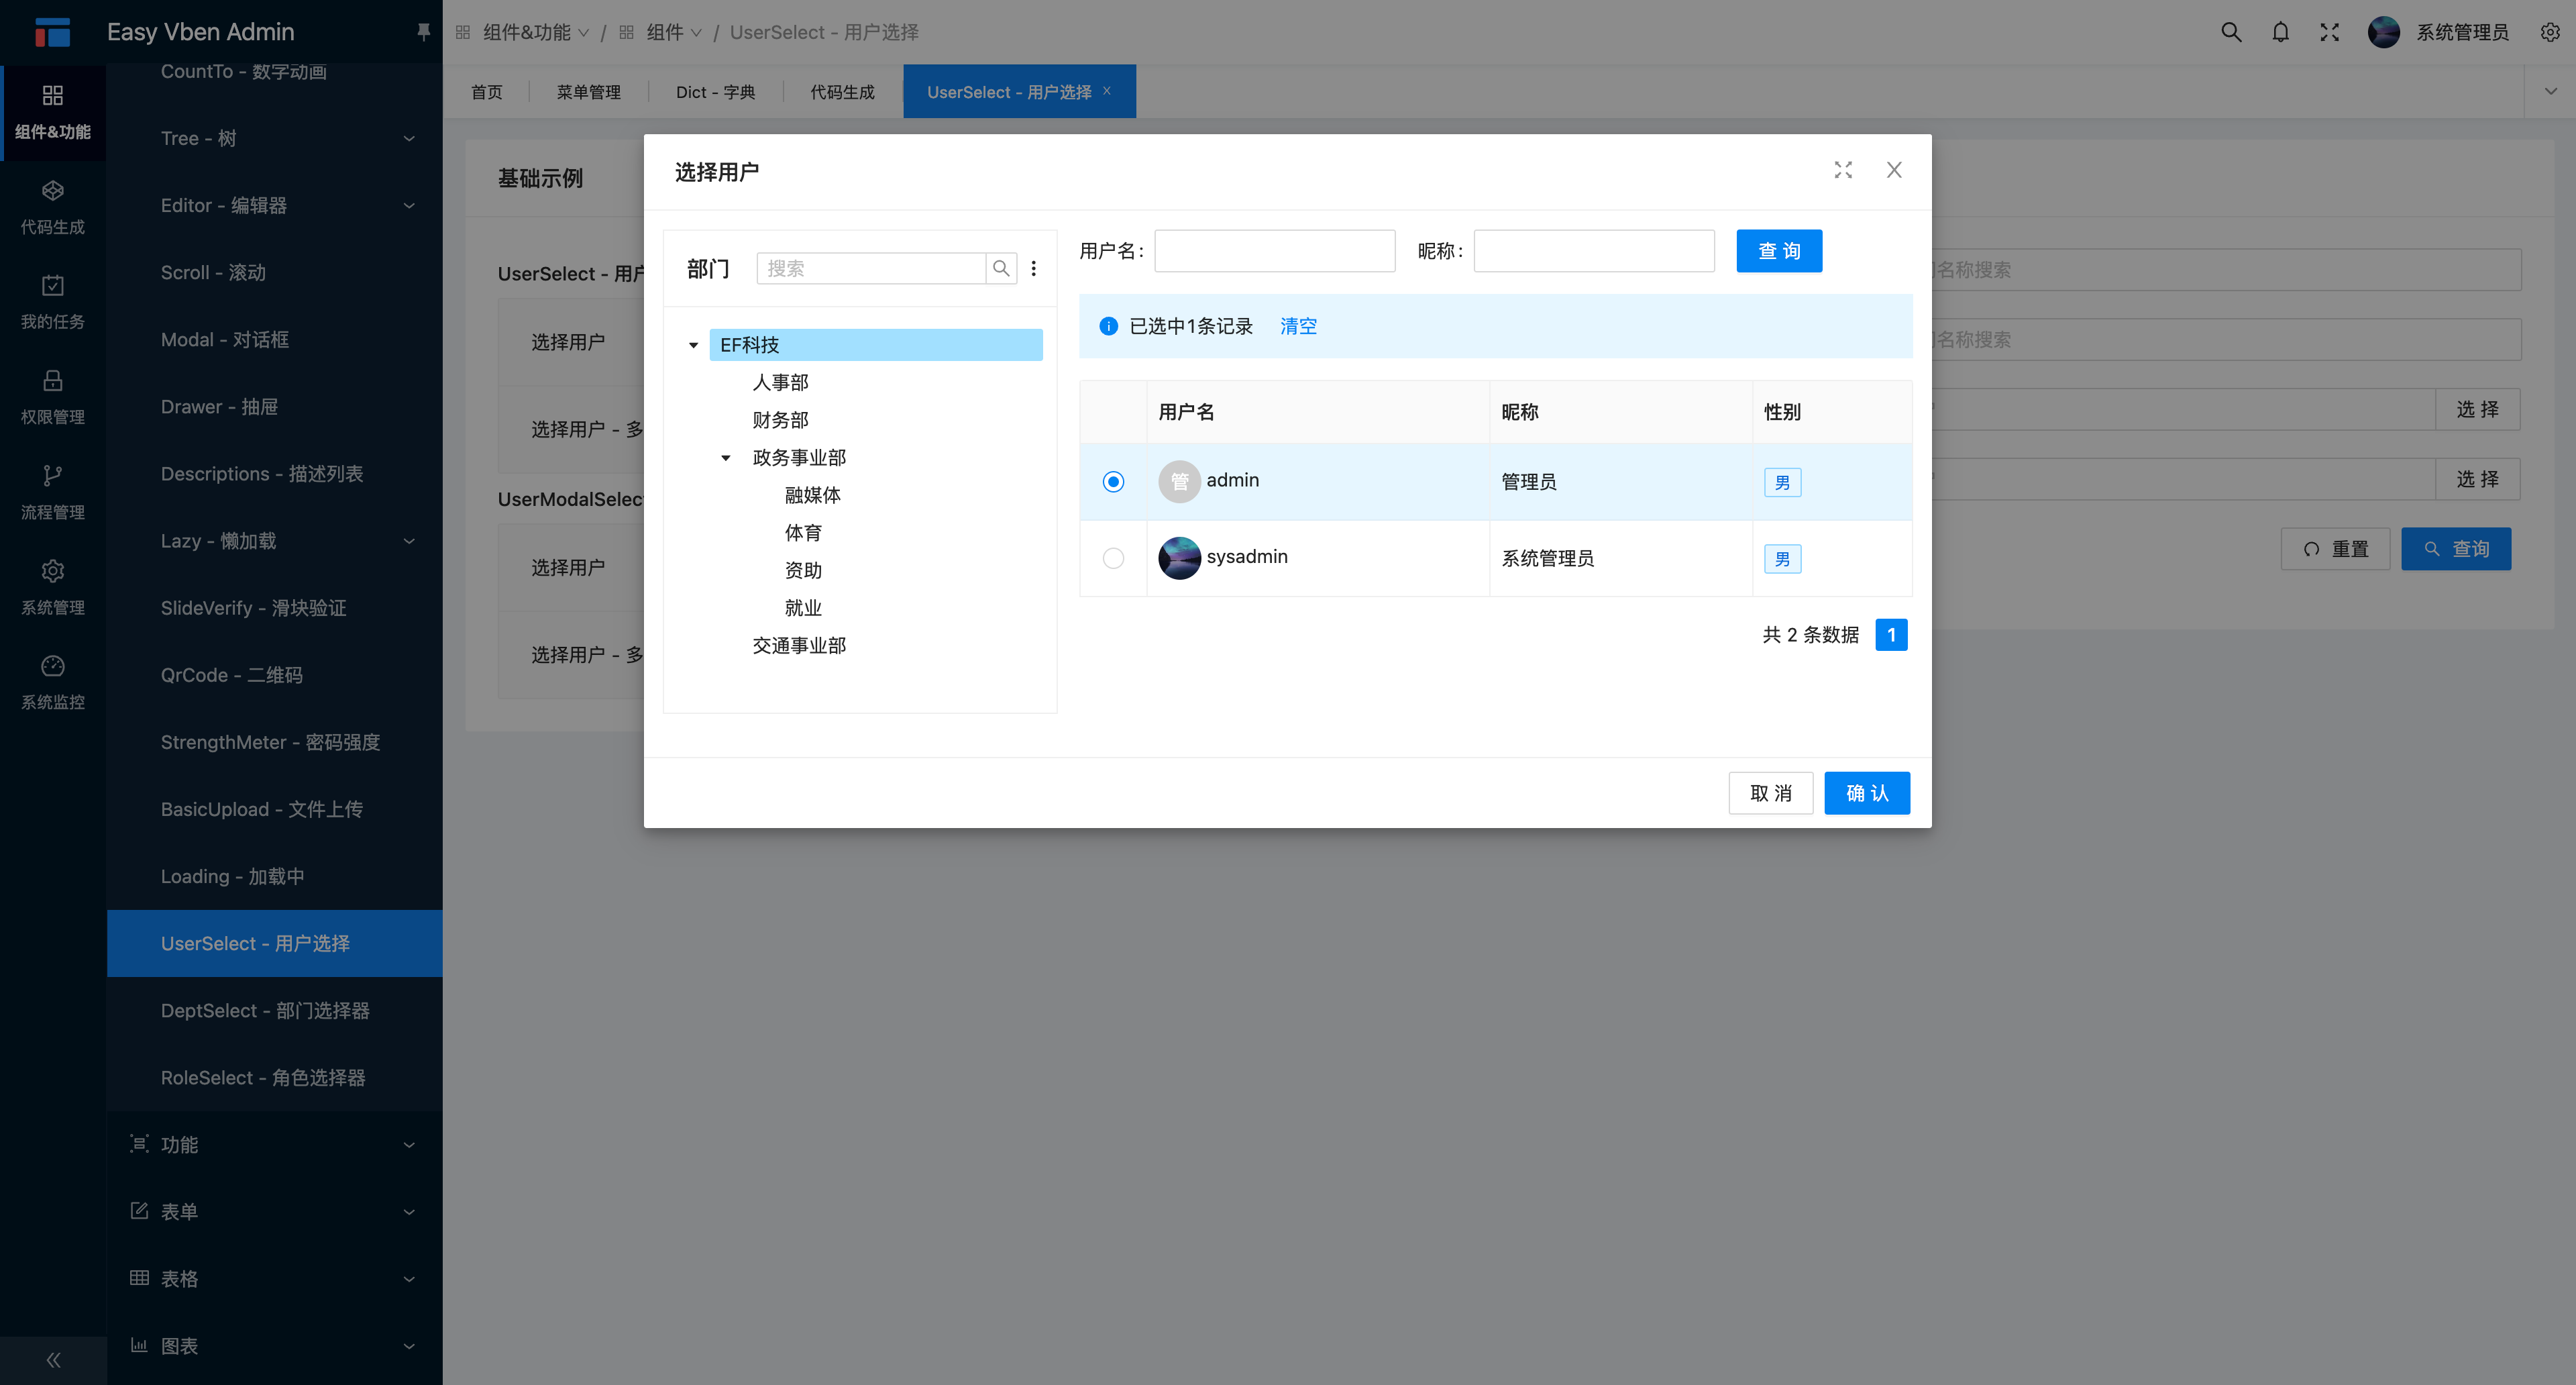 Easy Vben Admin
组件&功能
代码生成
我的任务
权限管理
流程管理
系统管理
系统监控
CountTo - 数字动画
Tree - 树
Editor - 编辑器
Scroll - 滚动
Modal - 对话框
Drawer - 抽屉
Descriptions - 描述列表
Lazy - 懒加载
SlideVerify - 滑块验证
QrCode - 二维码
StrengthMeter - 密码强度
BasicUpload - 文件上传
Loading - 加载中
UserSelect - 用户选择
DeptSelect - 部门选择器
RoleSelect - 角色选择器
功能
表单
表格
图表
组件&功能 / 组件 / UserSelect - 用户选择
系统管理员
首页 菜单管理 Dict - 字典 代码生成 UserSelect - 用户选择 x
基础示例
UserSelect - 用户
选择用户
选择用户 - 多
UserModalSelect
选择用户
选择用户 - 多
选择用户
部门 搜索
EF科技
人事部
财务部
政务事业部
融媒体
体育
资助
就业
交通事业部
用户名: 昵称: 查 询
已选中1条记录 清空
用户名 昵称 性别
管 admin 管理员 男
sysadmin 系统管理员 男
共 2 条数据 1
取 消 确 认
名称搜索
名称搜索
选 择
选 择
重置 查询